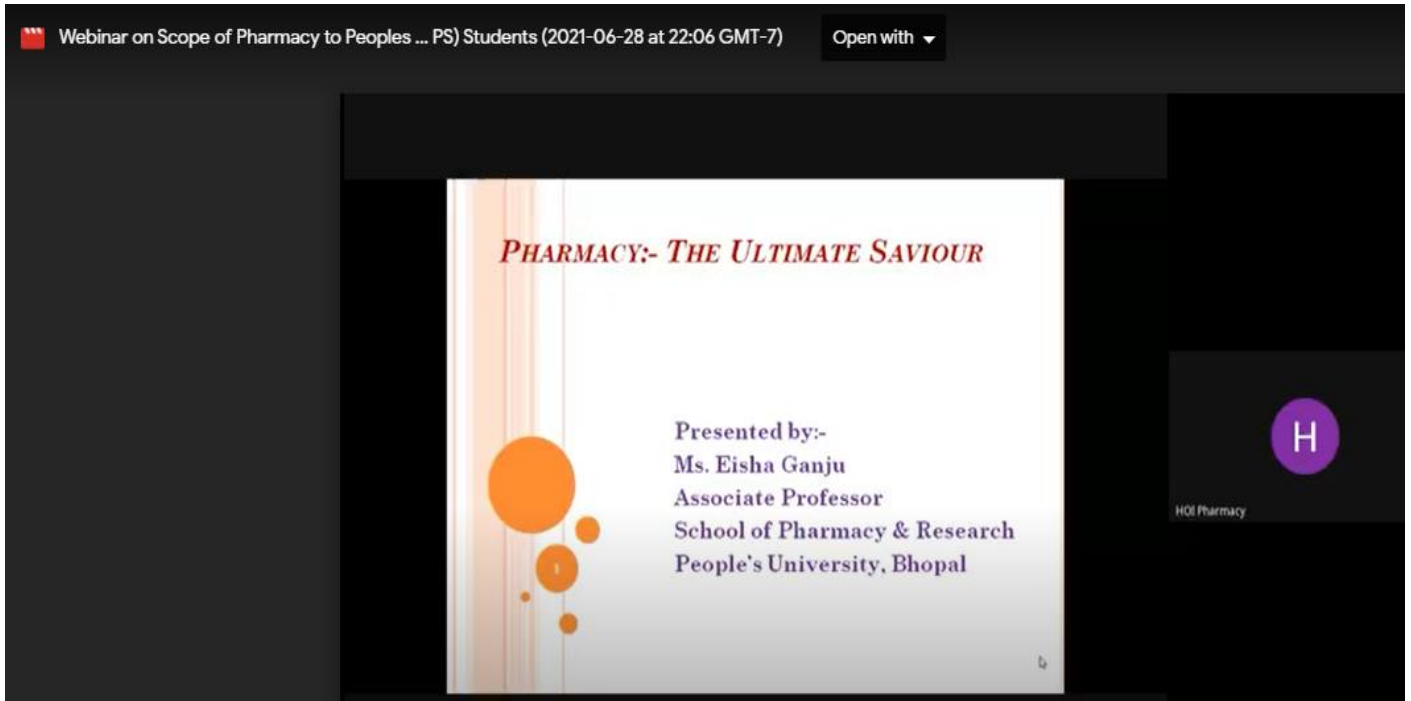 Webinar on Scope of Pharmacy to Peoples ... PS) Students (2021-06-28 at 22:06 GMT-7)
Open with
PHARMACY:- THE ULTIMATE SAVIOUR
Presented by:-
Ms. Eisha Ganju
Associate Professor
School of Pharmacy & Research
People's University, Bhopal
1
H
HOI Pharmacy